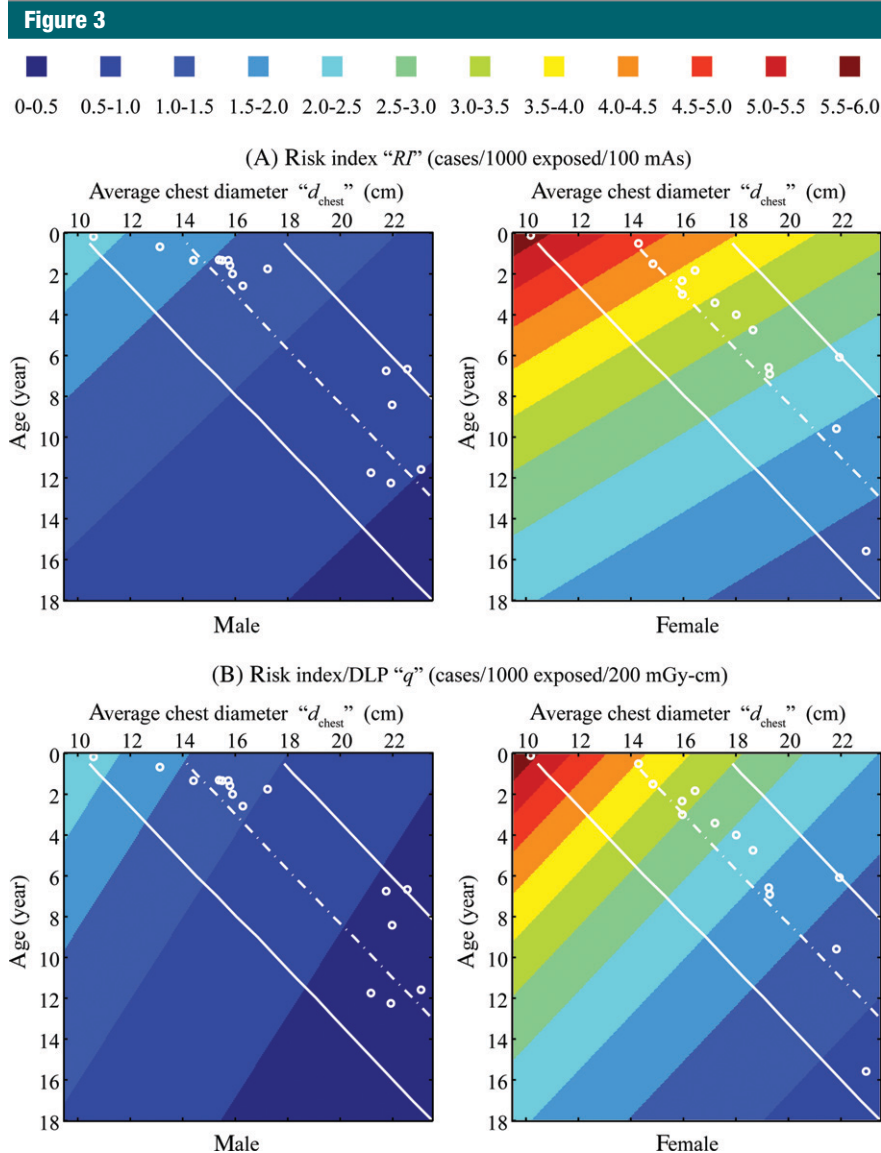 Figure 3
0-0.5 0.5-1.0 1.0-1.5 1.5-2.0 2.0-2.5 2.5-3.0 3.0-3.5 3.5-4.0 4.0-4.5 4.5-5.0 5.0-5.5 5.5-6.0
(A) Risk index “RI” (cases/1000 exposed/100 mAs)
Average chest diameter “d_chest” (cm) Average chest diameter “d_chest” (cm)
10 12 14 16 18 20 22 10 12 14 16 18 20 22
0 0
2 2
4 4
6 6
8 8
Age (year) Age (year)
10 10
12 12
14 14
16 16
18 18
Male Female
(B) Risk index/DLP “q” (cases/1000 exposed/200 mGy-cm)
Average chest diameter “d_chest” (cm) Average chest diameter “d_chest” (cm)
10 12 14 16 18 20 22 10 12 14 16 18 20 22
0 0
2 2
4 4
6 6
8 8
Age (year) Age (year)
10 10
12 12
14 14
16 16
18 18
Male Female